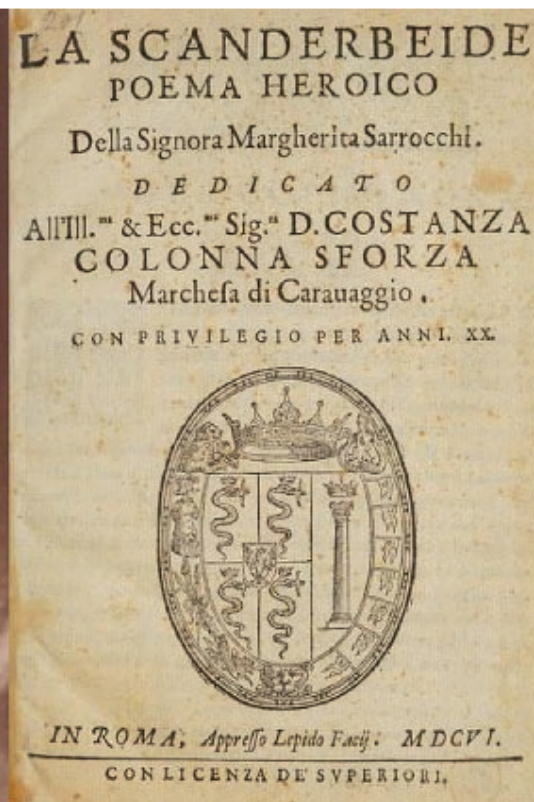 201
LA SCANDERBEIDE
POEMA HEROICO
Della Signora Margherita Sarrocchi.
DEDICATO
All'Ill.ma & Ecc.ma Sig.ra D. COSTANZA
COLONNA SFORZA
Marchesa di Carauaggio.
CON PRIVILEGIO PER ANNI. XX.
IN ROMA, Appresso Lepido Facij. MDCVI.
CON LICENZA DE' SVPERIORI.